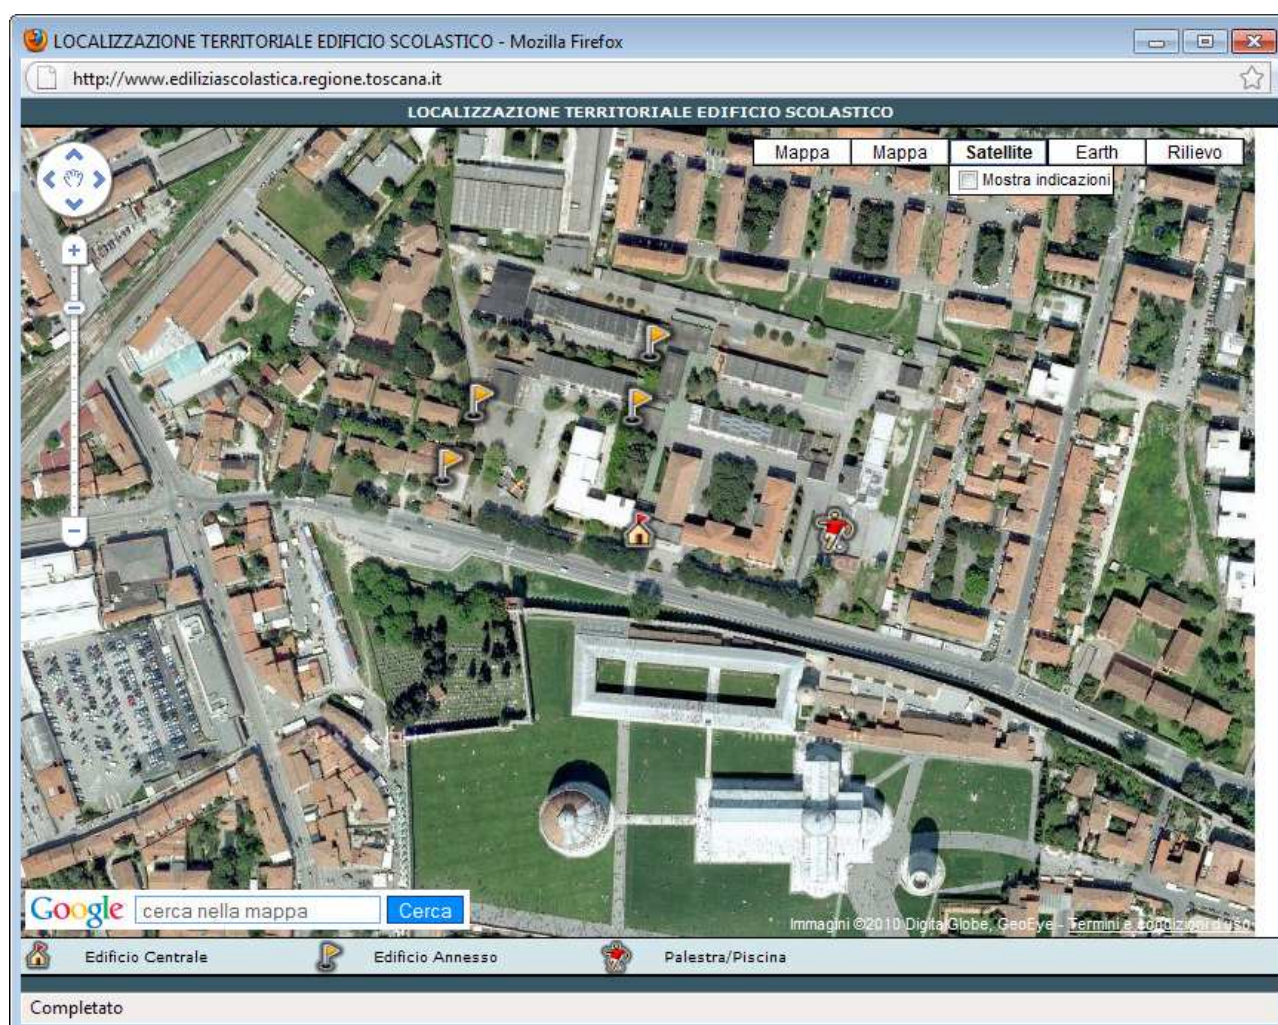 LOCALIZZAZIONE TERRITORIALE EDIFICIO SCOLASTICO - Mozilla Firefox
http://www.ediliziascolastica.regione.toscana.it
LOCALIZZAZIONE TERRITORIALE EDIFICIO SCOLASTICO
Mappa Mappa Satellite Earth Rilievo
Mostra indicazioni
Google cerca nella mappa Cerca
Immagini ©2010 DigitalGlobe, GeoEye - Termini e condizioni d'uso
Edificio Centrale Edificio Annesso Palestra/Piscina
Completato